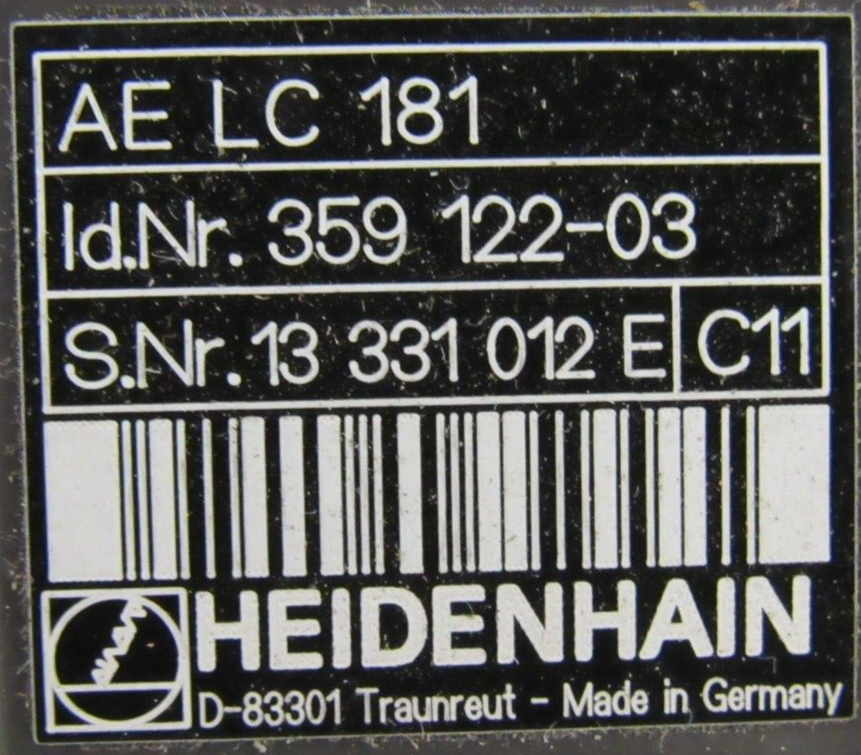 AE LC 181
Id.Nr. 359 122-03
S.Nr. 13 331 012 E C11
HEIDENHAIN
D-83301 Traunreut - Made in Germany